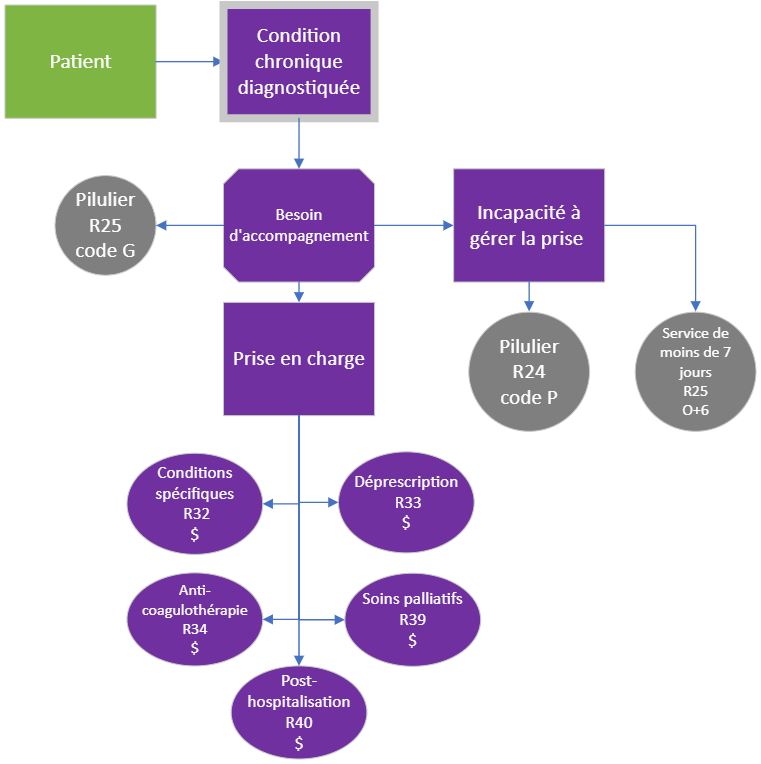 Patient
Condition
chronique
diagnostiquée
Pilulier
R25
code G
Besoin
d'accompagnement
Incapacité à
gérer la prise
Prise en charge
Pilulier
R24
code P
Service de
moins de 7
jours
R25
O+6
Conditions
spécifiques
R32
$
Déprescription
R33
$
Anti-
coagulothérapie
R34
$
Soins palliatifs
R39
$
Post-
hospitalisation
R40
$